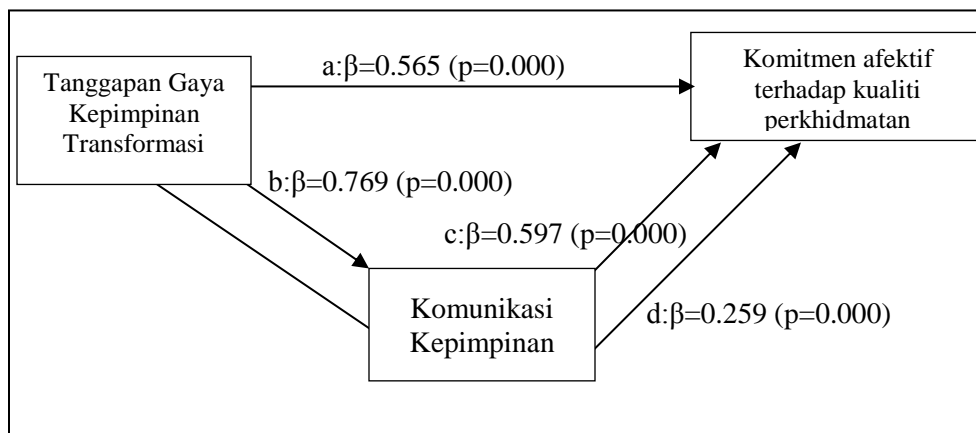 a:β=0.565 (p=0.000)
Tanggapan Gaya
Kepimpinan
Transformasi
Komitmen afektif
terhadap kualiti
perkhidmatan
b:β=0.769 (p=0.000)
c:β=0.597 (p=0.000)
Komunikasi
Kepimpinan
d:β=0.259 (p=0.000)